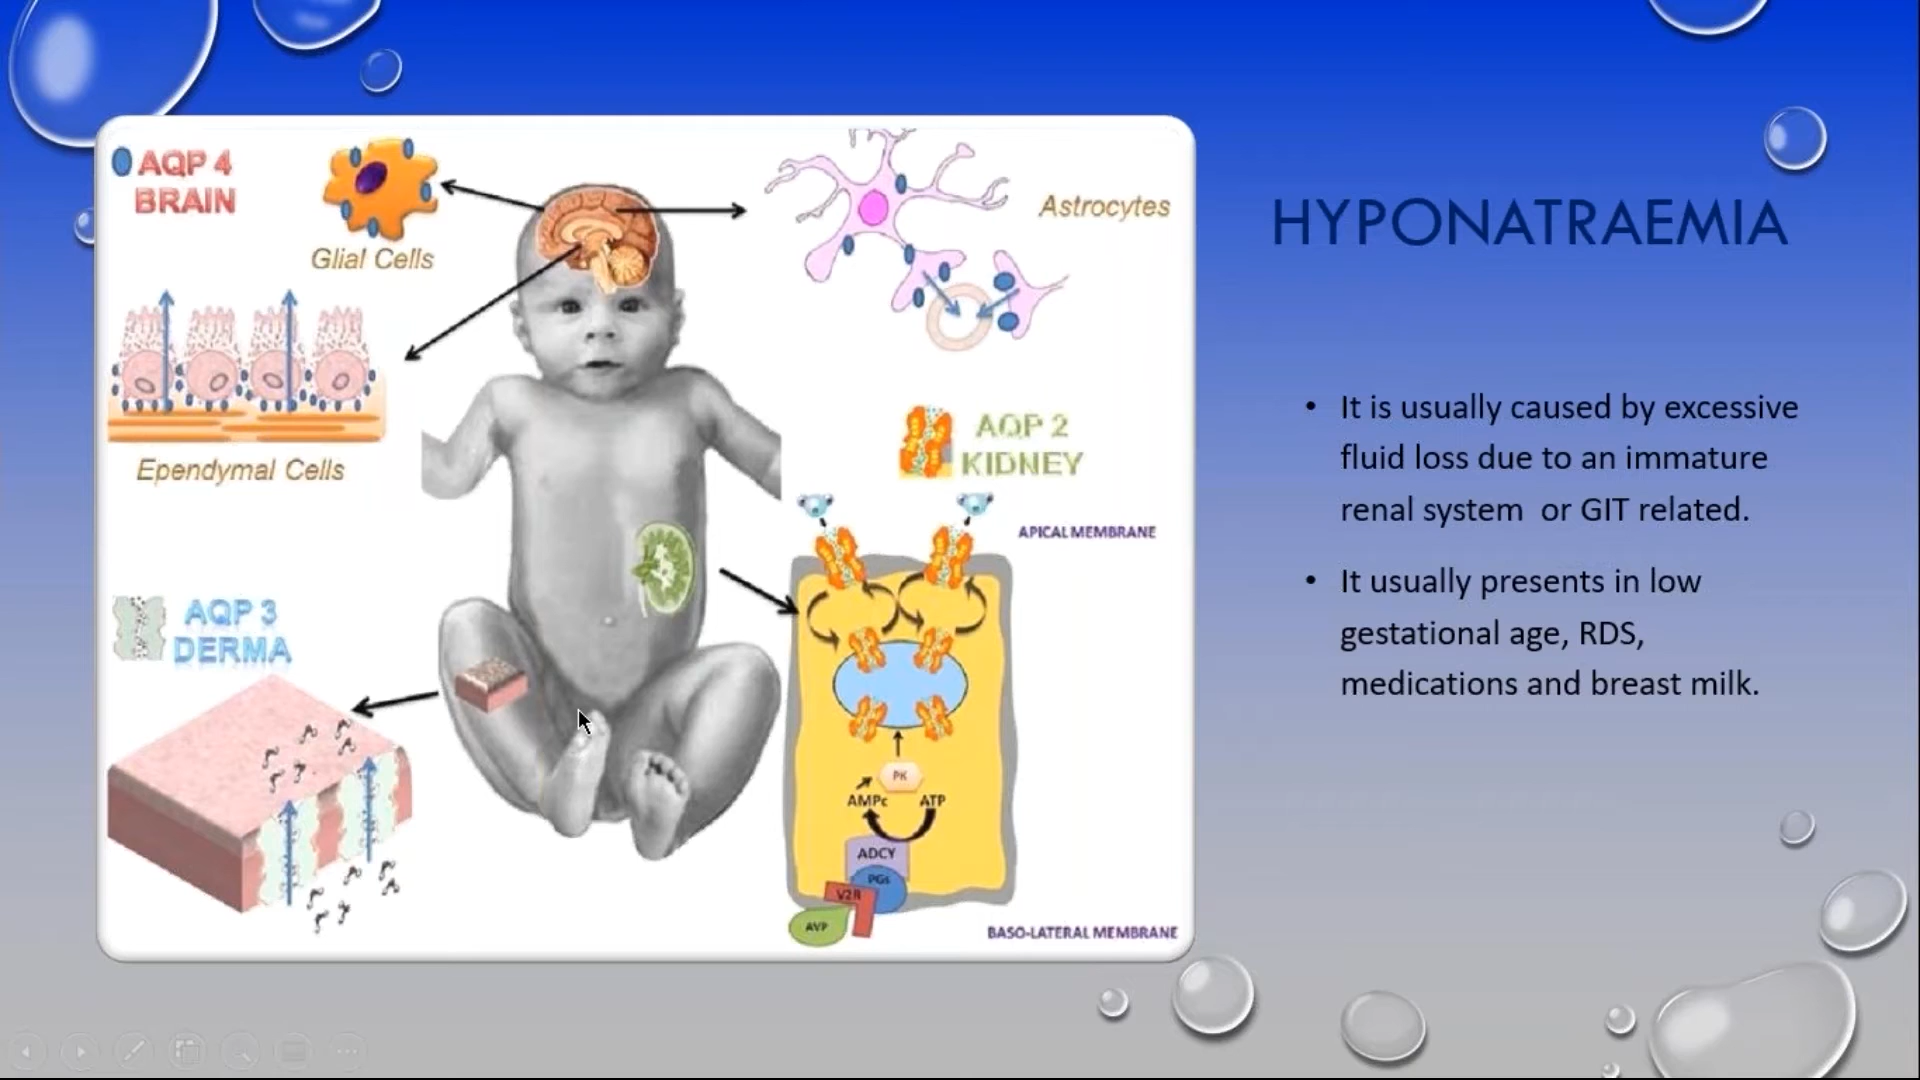 AQP 4
BRAIN
Glial Cells
Astrocytes
Ependymal Cells
AQP 2
KIDNEY
APICAL MEMBRANE
AQP 3
DERMA
PK
AMPc
ATP
ADCY
PGs
V2R
AVP
BASO-LATERAL MEMBRANE
HYPONATRAEMIA
• It is usually caused by excessive
fluid loss due to an immature
renal system or GIT related.
• It usually presents in low
gestational age, RDS,
medications and breast milk.